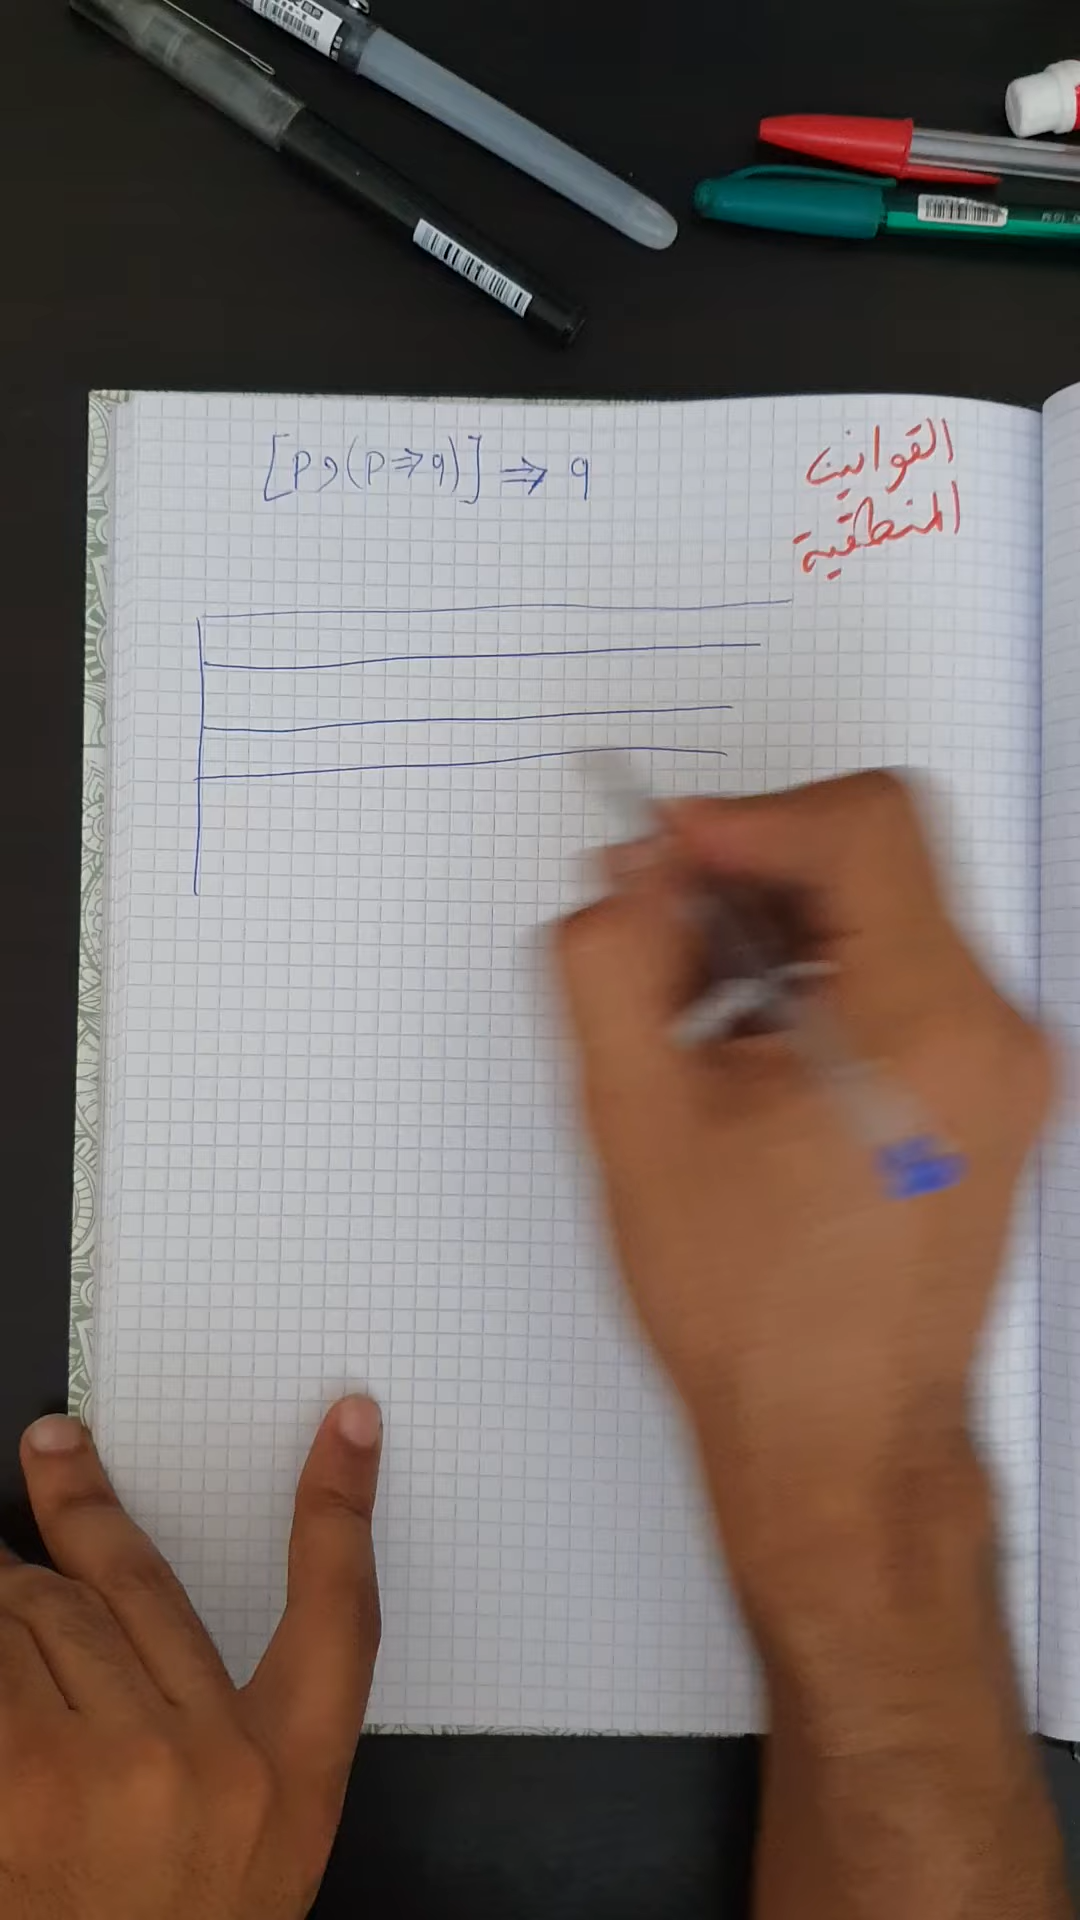 [p و (p ⇒ q)] ⇒ q
القوانين
المنطقية